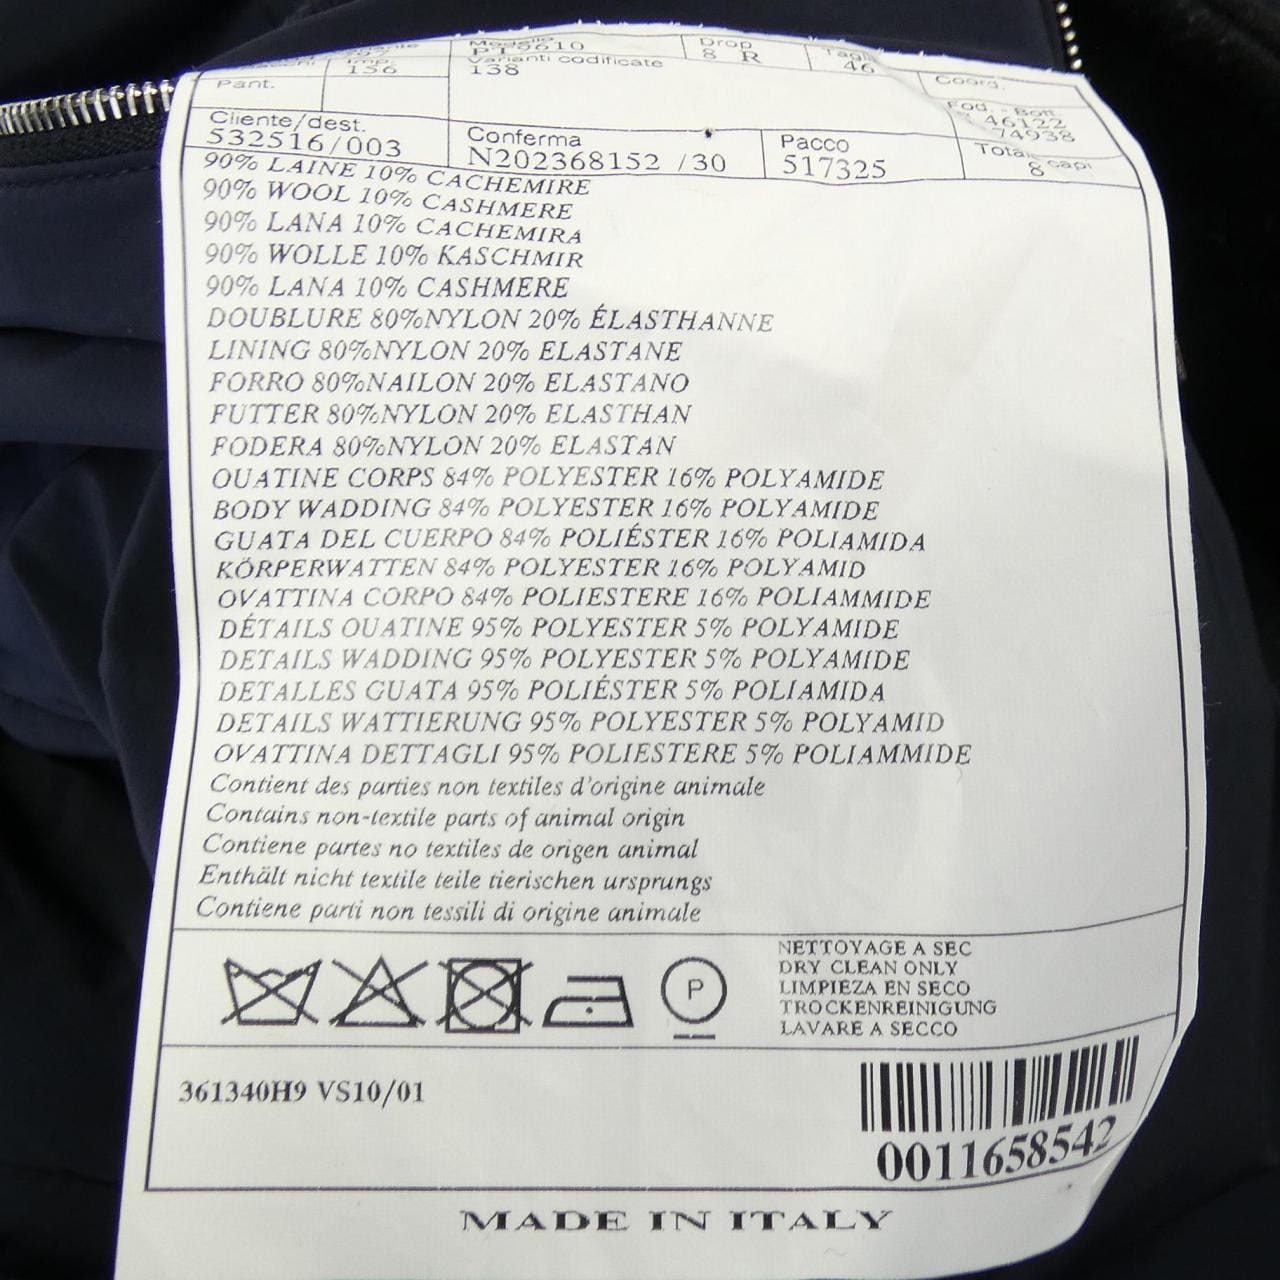 Modello Drop
PT5610 8 R 46
Imp. Varianti codificate
156 138
Pant. Coord.
Fod. - Bott.
46122
74938
Cliente/dest. Conferma Pacco capi
532516/003 N202368152 /30 517325 8
90% LAINE 10% CACHEMIRE
90% WOOL 10% CASHMERE
90% LANA 10% CACHEMIRA
90% WOLLE 10% KASCHMIR
90% LANA 10% CASHMERE
DOUBLURE 80%NYLON 20% ÉLASTHANNE
LINING 80%NYLON 20% ELASTANE
FORRO 80%NAILON 20% ELASTANO
FUTTER 80%NYLON 20% ELASTHAN
FODERA 80%NYLON 20% ELASTAN
OUATINE CORPS 84% POLYESTER 16% POLYAMIDE
BODY WADDING 84% POLYESTER 16% POLYAMIDE
GUATA DEL CUERPO 84% POLIÉSTER 16% POLIAMIDA
KÖRPERWATTEN 84% POLYESTER 16% POLYAMID
OVATTINA CORPO 84% POLIESTERE 16% POLIAMMIDE
DÉTAILS OUATINE 95% POLYESTER 5% POLYAMIDE
DETAILS WADDING 95% POLYESTER 5% POLYAMIDE
DETALLES GUATA 95% POLIÉSTER 5% POLIAMIDA
DETAILS WATTIERUNG 95% POLYESTER 5% POLYAMID
OVATTINA DETTAGLI 95% POLIESTERE 5% POLIAMMIDE
Contient des parties non textiles d'origine animale
Contains non-textile parts of animal origin
Contiene partes no textiles de origen animal
Enthält nicht textile teile tierischen ursprungs
Contiene parti non tessili di origine animale
P
NETTOYAGE A SEC
DRY CLEAN ONLY
LIMPIEZA EN SECO
TROCKENREINIGUNG
LAVARE A SECCO
361340H9 VS10/01
0011658542
MADE IN ITALY